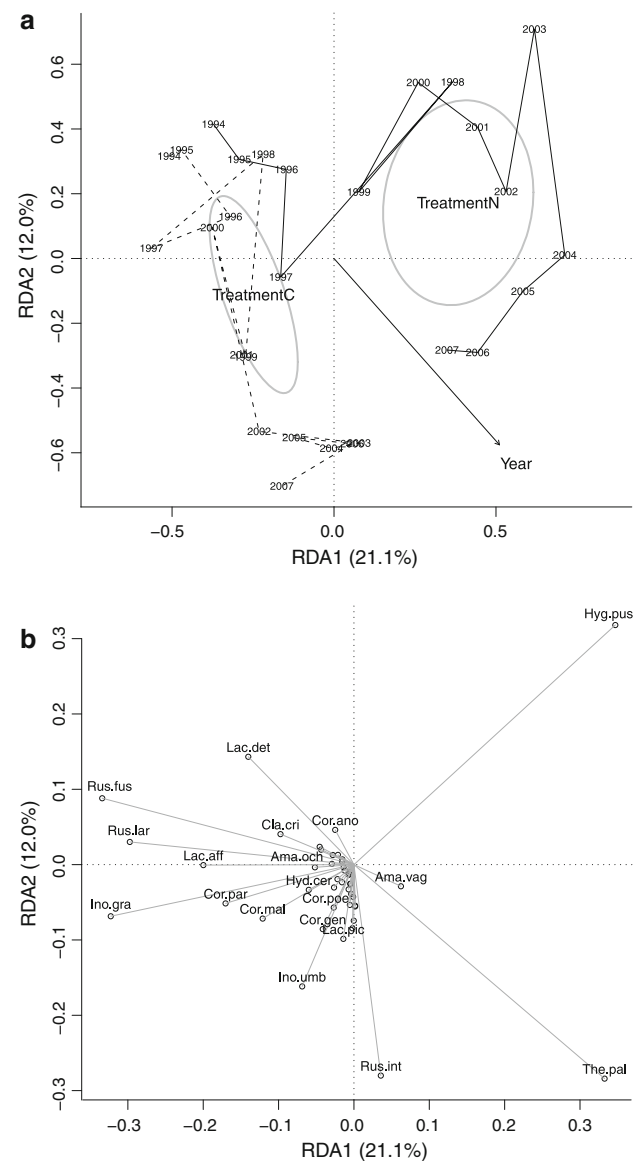 a
0.6
0.4
0.2
0.0
−0.2
−0.4
−0.6
RDA2 (12.0%)
2003
2000
1998
1994
2001
1995
1994
1998
1995
1996
1999
2002
TreatmentN
1996
2000
1997
2004
1997
TreatmentC
2005
1999
2007
2006
2002
2005
2004
2003
Year
2007
−0.5
0.0
0.5
RDA1 (21.1%)
b
0.3
0.2
0.1
0.0
−0.1
−0.2
−0.3
RDA2 (12.0%)
Hyg.pus
Lac.det
Rus.fus
Cor.ano
Cla.cri
Rus.lar
Lac.aff
Ama.och
Ama.vag
Hyd.cer
Cor.par
Ino.gra
Cor.mal
Cor.poe
Cor.gen
Lac.pic
Ino.umb
Rus.int
The.pal
−0.3
−0.2
−0.1
0.0
0.1
0.2
0.3
RDA1 (21.1%)